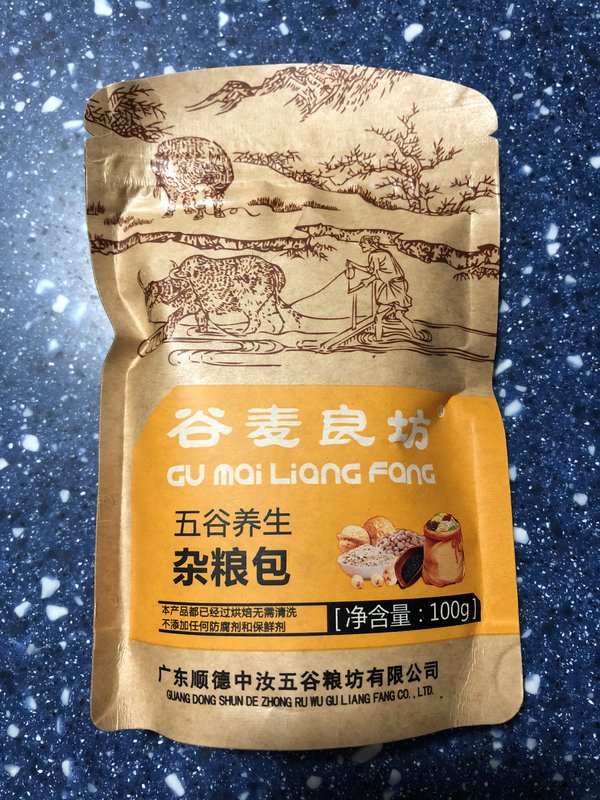 谷麦良坊®
GU Mai Liang Fang
五谷养生
杂粮包
本产品都已经过烘焙无需清洗
不添加任何防腐剂和保鲜剂
[净含量：100g]
广东顺德中汝五谷粮坊有限公司
GUANG DONG SHUN DE ZHONG RU WU GU LIANG FANG CO., LTD.